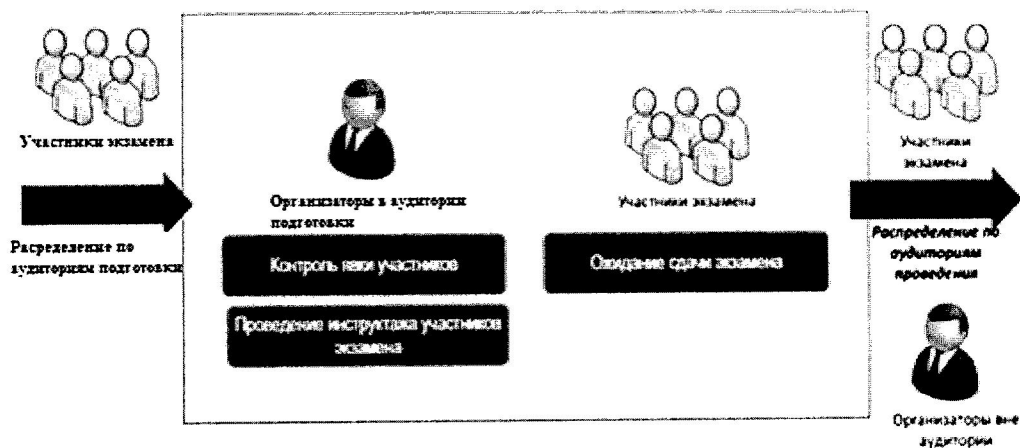 Участники экзамена
Расределение по
аудиториям подготовки
Организаторы в аудитории
подготовки
Контроль явки участников
Проведение инструктажа участников
экзамена
Участники экзамена
Ожидание сдачи экзамена
Участники
экзамена
Распределение по
аудиториям
проведения
Организаторы вне
аудитории